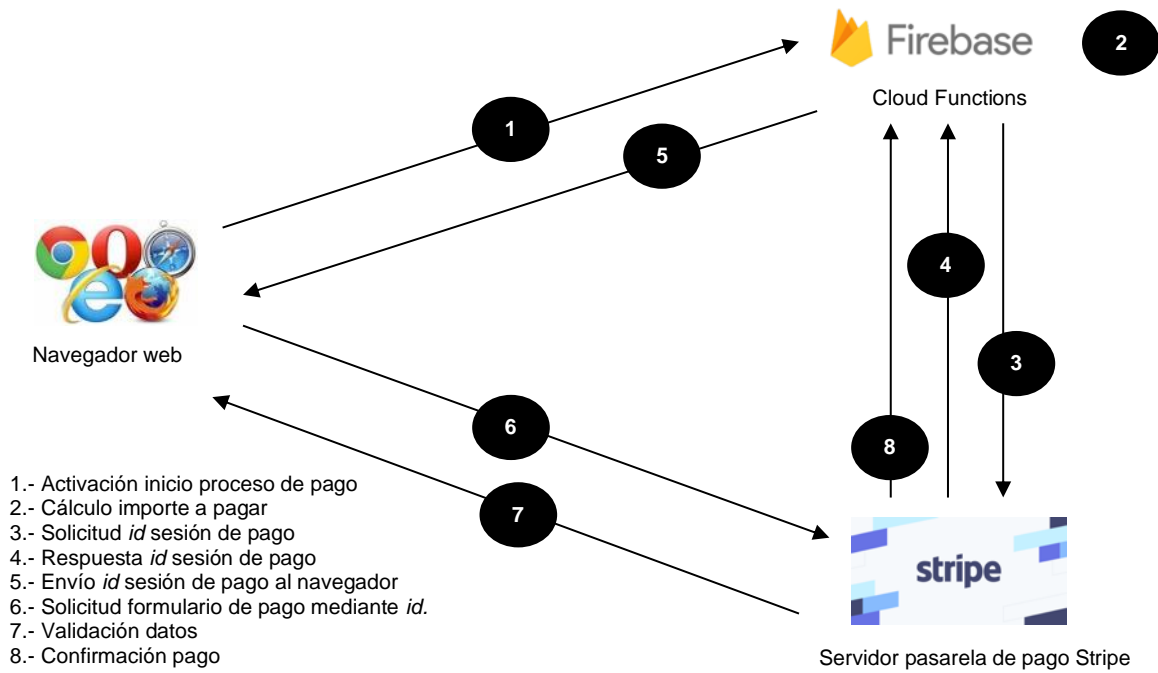 Firebase
2
Cloud Functions
1
5
4
Navegador web
3
6
8
1.- Activación inicio proceso de pago
2.- Cálculo importe a pagar
3.- Solicitud id sesión de pago
4.- Respuesta id sesión de pago
5.- Envío id sesión de pago al navegador
6.- Solicitud formulario de pago mediante id.
7.- Validación datos
8.- Confirmación pago
7
stripe
Servidor pasarela de pago Stripe